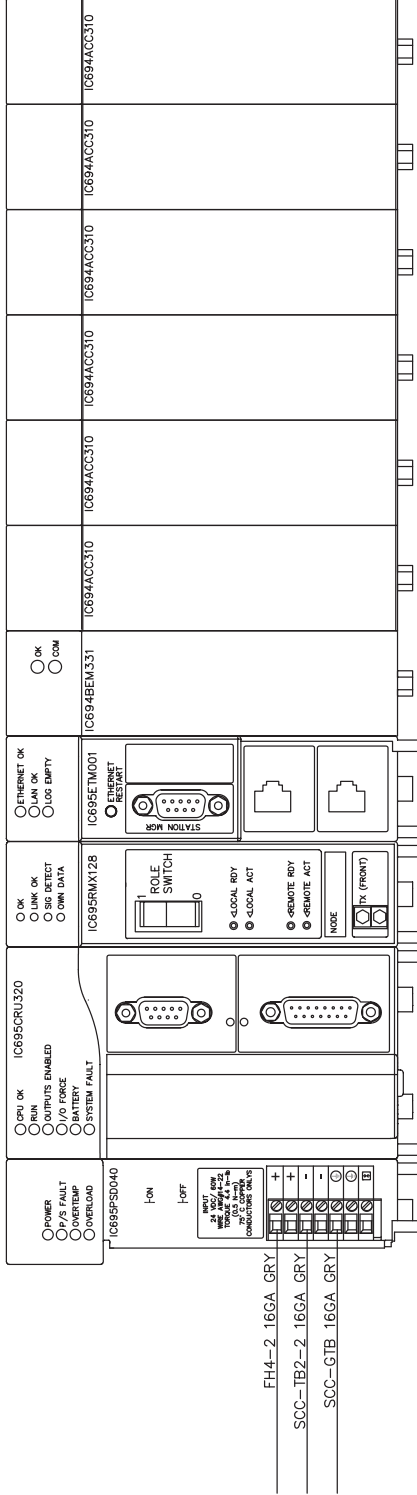 IC694ACC310
IC694ACC310
IC694ACC310
IC694ACC310
IC694ACC310
IC694ACC310
OK
COM
IC694BEM331
ETHERNET OK
LAN OK
LOG EMPTY
IC695ETM001
ETHERNET
RESTART
STATION MGR
OK
LINK OK
SIG DETECT
OWN DATA
IC695RMX128
1
ROLE
SWITCH
0
<LOCAL RDY
<LOCAL ACT
<REMOTE RDY
<REMOTE ACT
NODE
TX (FRONT)
IC695CRU320
CPU OK
RUN
OUTPUTS ENABLED
I/O FORCE
BATTERY
SYSTEM FAULT
POWER
P/S FAULT
OVERTEMP
OVERLOAD
IC695PSD040
ON
OFF
INPUT
24 VDC/ 60W
WIRE AWG#14-22
TORQUE 4.4 in-lb
(0.5 N-m)
75° C COPPER
CONDUCTORS ONLYS
+
+
-
-
FH4-2 16GA GRY
SCC-TB2-2 16GA GRY
SCC-GTB 16GA GRY